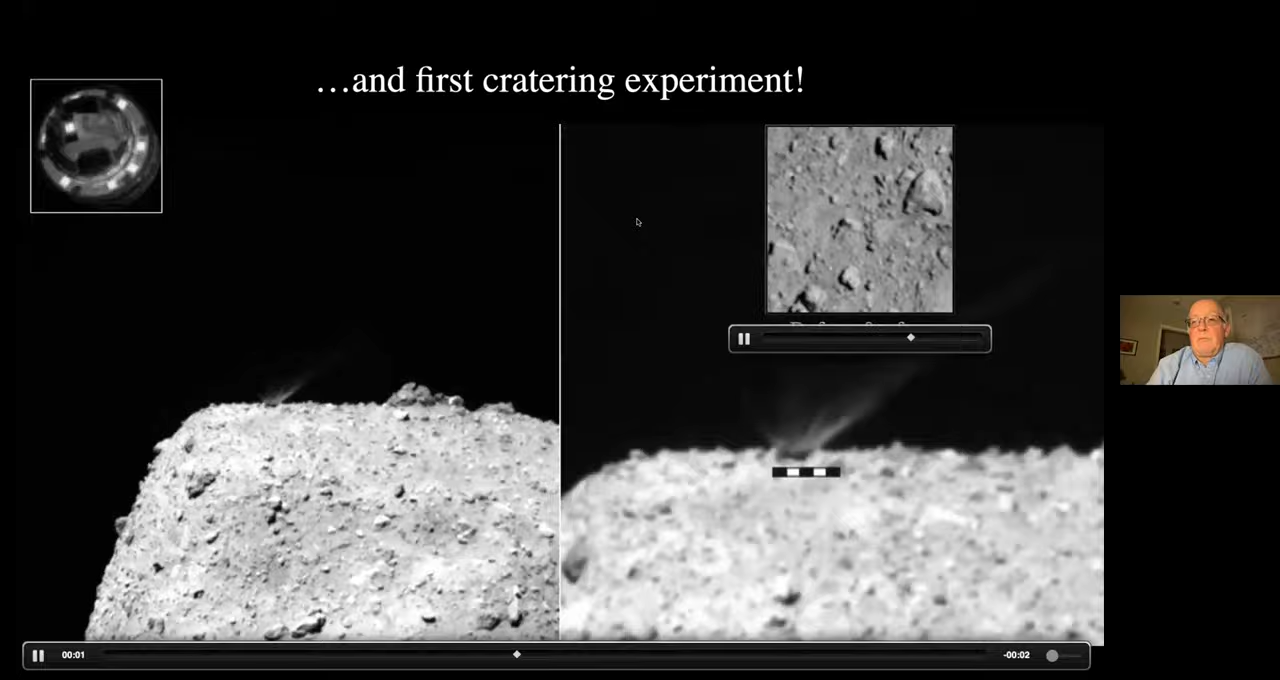 …and first cratering experiment!
00:01
-00:02